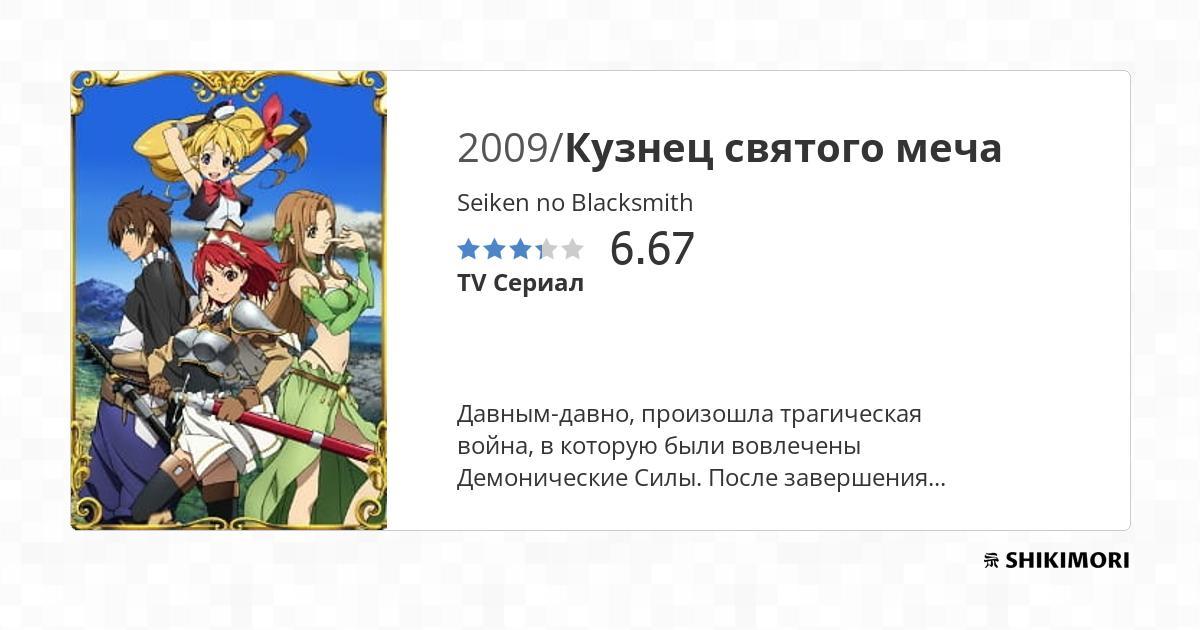 2009/Кузнец святого меча
Seiken no Blacksmith
6.67
TV Сериал
Давным-давно, произошла трагическая
война, в которую были вовлечены
Демонические Силы. После завершения...
SHIKIMORI